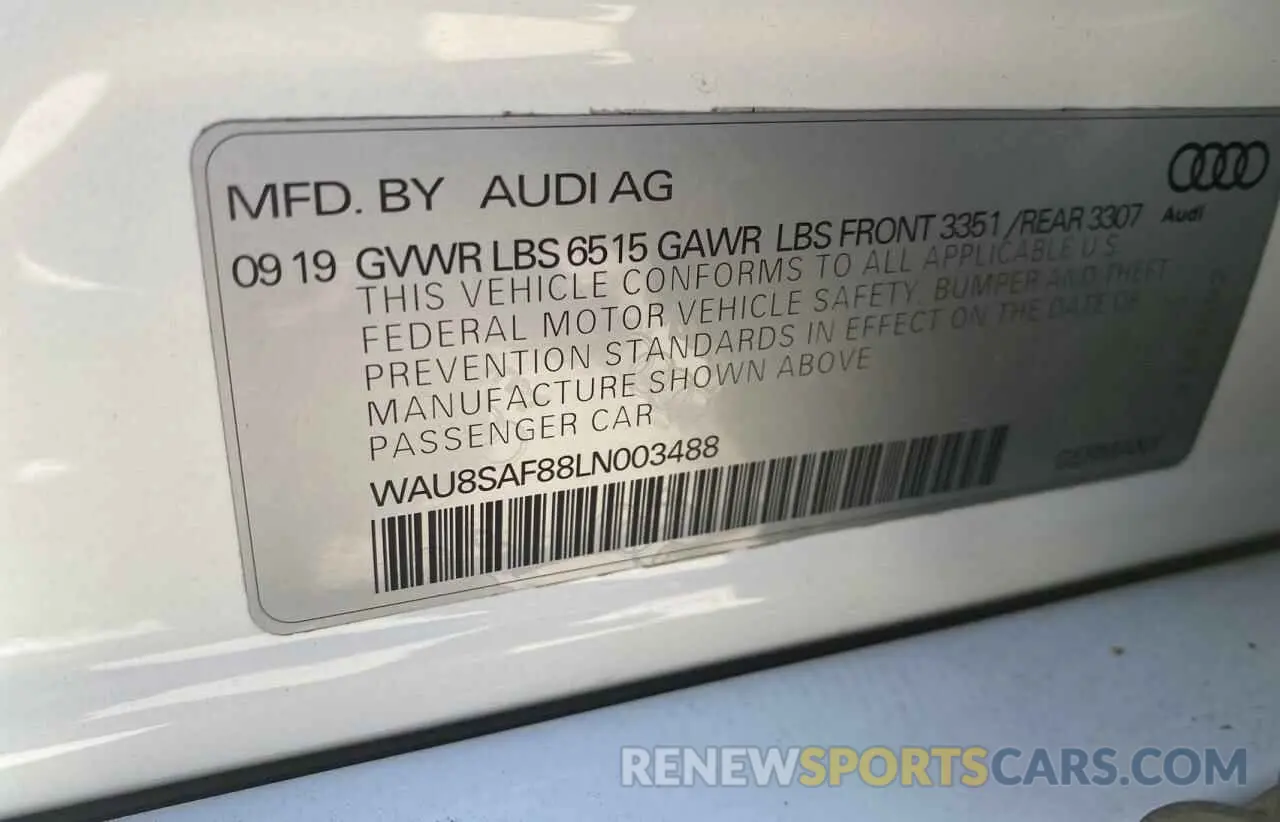 MFD. BY AUDI AG
Audi
09 19 GVWR LBS 6515 GAWR LBS FRONT 3351 /REAR 3307
THIS VEHICLE CONFORMS TO ALL APPLICABLE U S
FEDERAL MOTOR VEHICLE SAFETY, BUMPER AND THEFT
PREVENTION STANDARDS IN EFFECT ON THE DATE OF
MANUFACTURE SHOWN ABOVE
PASSENGER CAR
WAU8SAF88LN003488
GERMANY
RENEWSPORTSCARS.COM